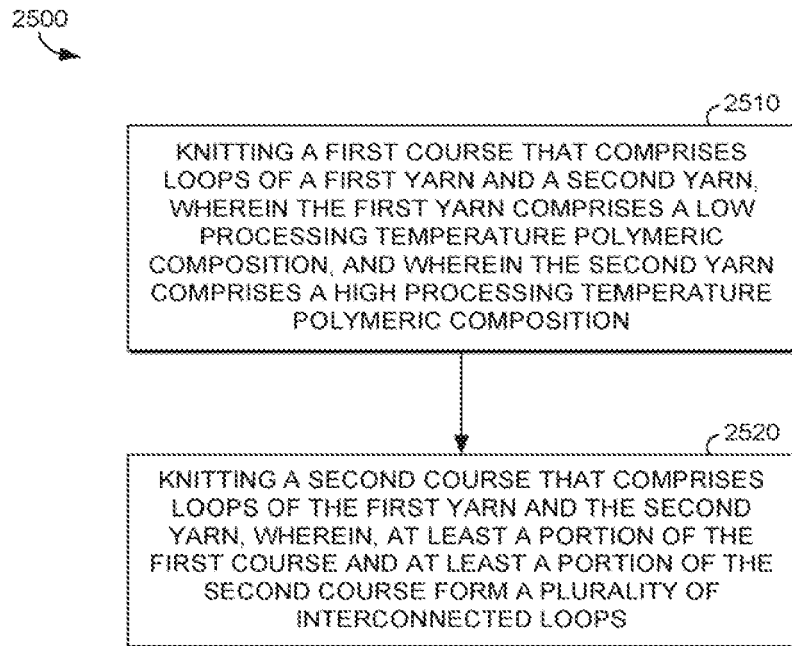 2500
2510
KNITTING A FIRST COURSE THAT COMPRISES
LOOPS OF A FIRST YARN AND A SECOND YARN,
WHEREIN THE FIRST YARN COMPRISES A LOW
PROCESSING TEMPERATURE POLYMERIC
COMPOSITION, AND WHEREIN THE SECOND YARN
COMPRISES A HIGH PROCESSING TEMPERATURE
POLYMERIC COMPOSITION
2520
KNITTING A SECOND COURSE THAT COMPRISES
LOOPS OF THE FIRST YARN AND THE SECOND
YARN, WHEREIN, AT LEAST A PORTION OF THE
FIRST COURSE AND AT LEAST A PORTION OF THE
SECOND COURSE FORM A PLURALITY OF
INTERCONNECTED LOOPS